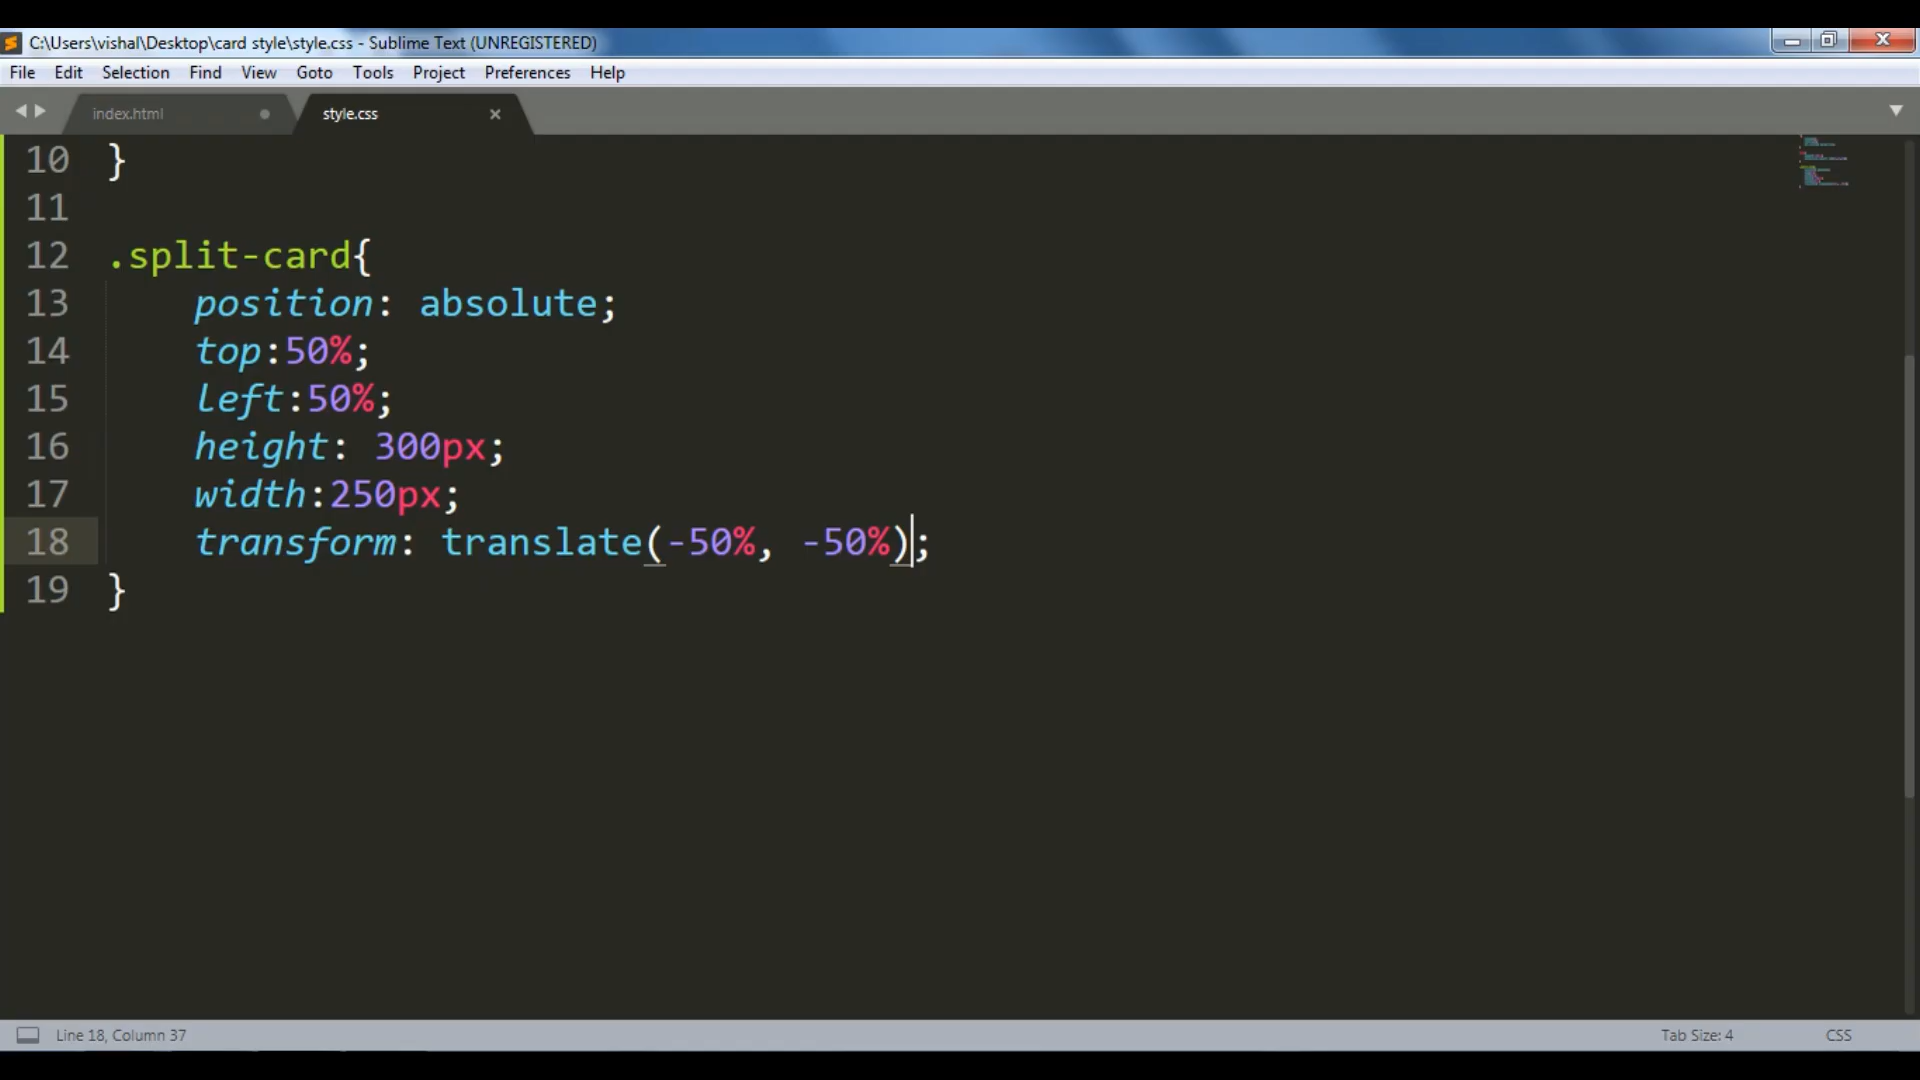 C:\Users\vishal\Desktop\card style\style.css - Sublime Text (UNREGISTERED)
File Edit Selection Find View Goto Tools Project Preferences Help
index.html style.css
10 }
11
12 .split-card{
13 position: absolute;
14 top:50%;
15 left:50%;
16 height: 300px;
17 width:250px;
18 transform: translate(-50%, -50%);
19 }
Line 18, Column 37 Tab Size: 4 CSS